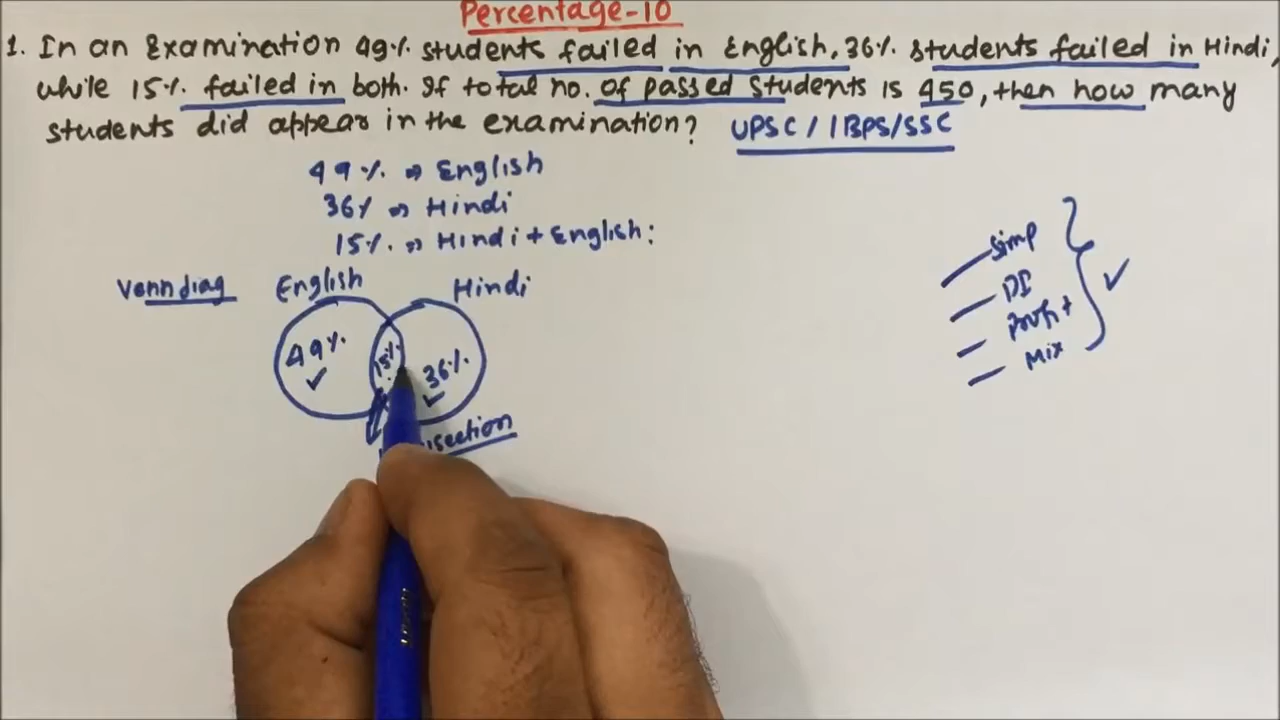 Percentage-10
1. In an Examination 49% students failed in English, 36% students failed in Hindi,
while 15% failed in both. If total no. of passed students is 450, then how many
students did appear in the examination? UPSC/IBPS/SSC
49% ⇒ English
36% ⇒ Hindi
15% ⇒ Hindi + English:
Venn diag English Hindi
49% 15% 36%
Simp
DI
Profit
Mix